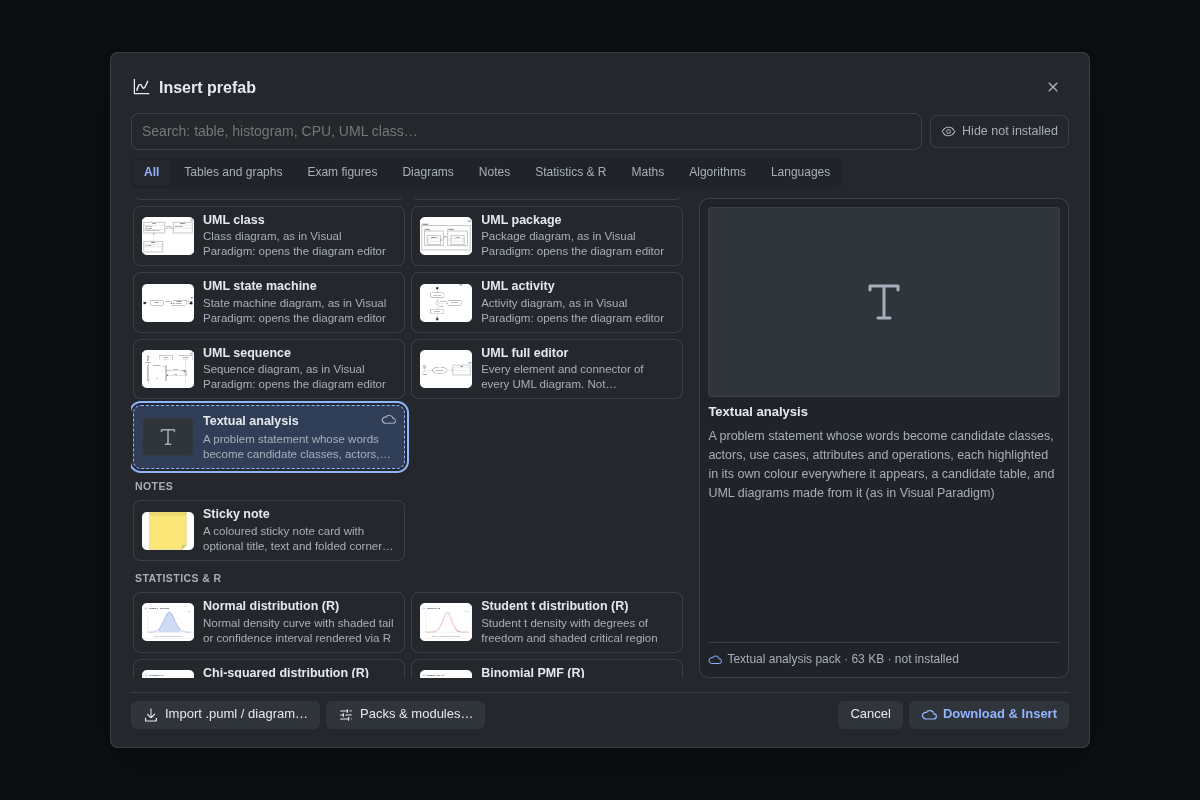 Insert prefab
Search: table, histogram, CPU, UML class…
Hide not installed
All
Tables and graphs
Exam figures
Diagrams
Notes
Statistics & R
Maths
Algorithms
Languages
UML class
Class diagram, as in Visual
Paradigm: opens the diagram editor
UML package
Package diagram, as in Visual
Paradigm: opens the diagram editor
UML state machine
State machine diagram, as in Visual
Paradigm: opens the diagram editor
UML activity
Activity diagram, as in Visual
Paradigm: opens the diagram editor
UML sequence
Sequence diagram, as in Visual
Paradigm: opens the diagram editor
UML full editor
Every element and connector of
every UML diagram. Not…
Textual analysis
A problem statement whose words
become candidate classes, actors,…
NOTES
Sticky note
A coloured sticky note card with
optional title, text and folded corner…
STATISTICS & R
Normal distribution (R)
Normal density curve with shaded tail
or confidence interval rendered via R
Student t distribution (R)
Student t density with degrees of
freedom and shaded critical region
Chi-squared distribution (R)
Binomial PMF (R)
Textual analysis
A problem statement whose words become candidate classes,
actors, use cases, attributes and operations, each highlighted
in its own colour everywhere it appears, a candidate table, and
UML diagrams made from it (as in Visual Paradigm)
Textual analysis pack · 63 KB · not installed
Import .puml / diagram…
Packs & modules…
Cancel
Download & Insert